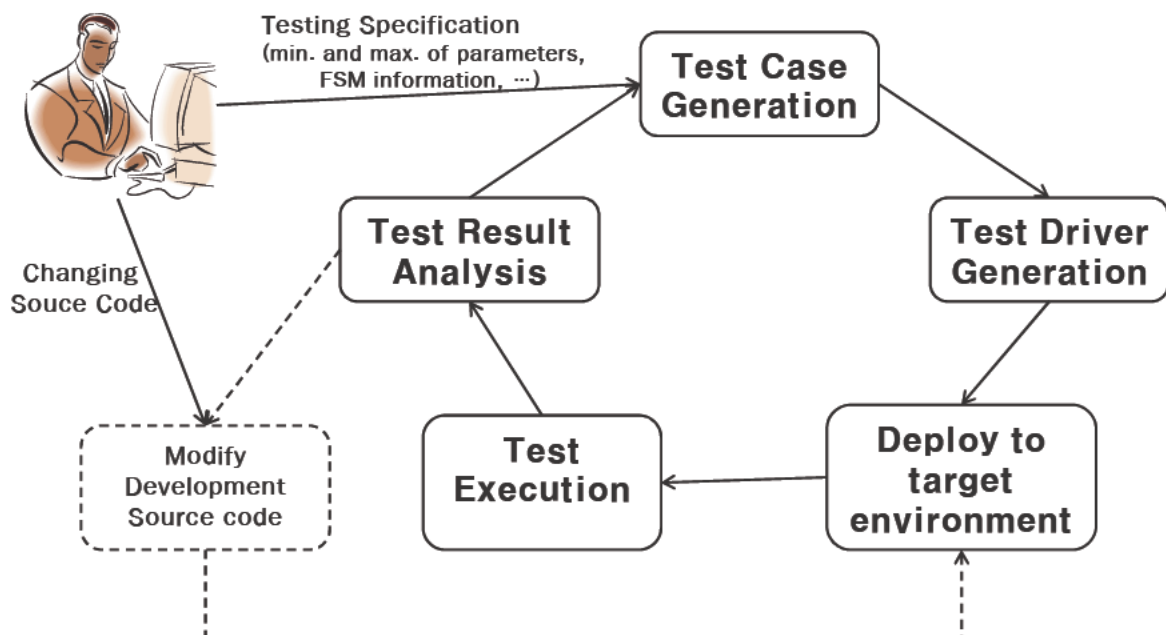 Testing Specification
(min. and max. of parameters,
FSM information, ···)
Test Case
Generation
Test Result
Analysis
Test Driver
Generation
Changing
Souce Code
Modify
Development
Source code
Test
Execution
Deploy to
target
environment